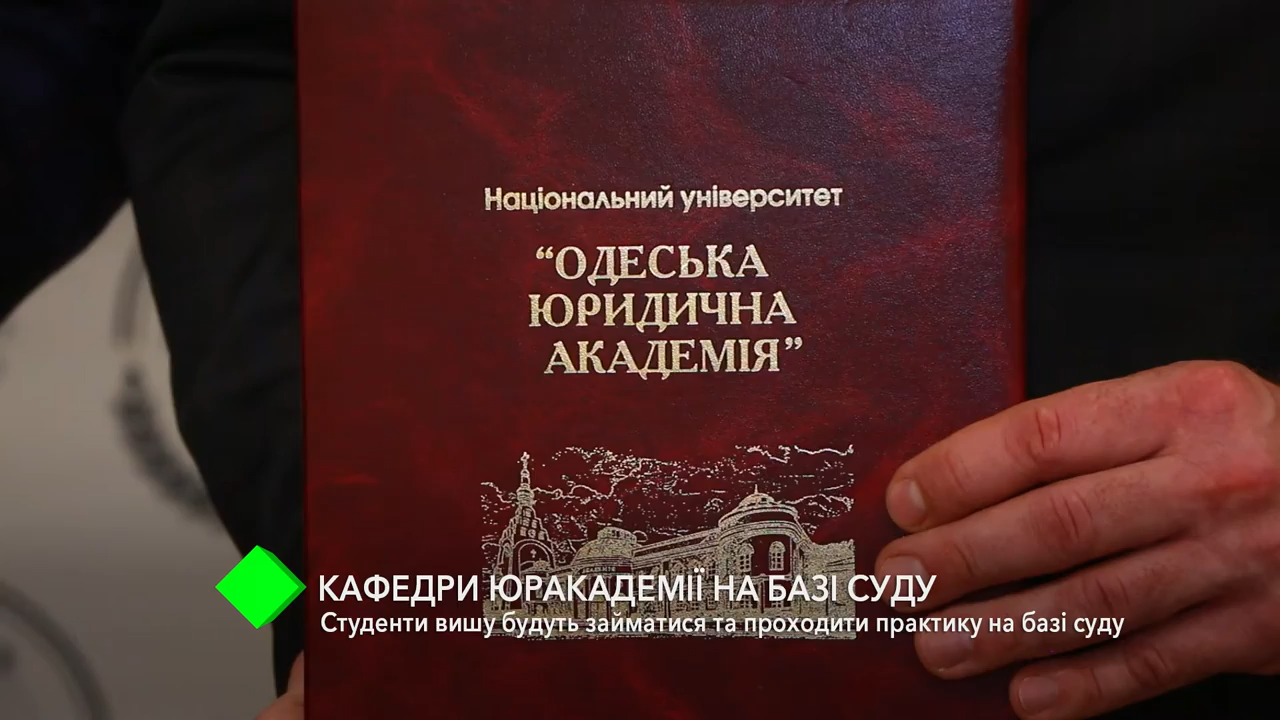 Національний університет
“ОДЕСЬКА
ЮРИДИЧНА
АКАДЕМІЯ”
КАФЕДРИ ЮРАКАДЕМІЇ НА БАЗІ СУДУ
Студенти вишу будуть займатися та проходити практику на базі суду